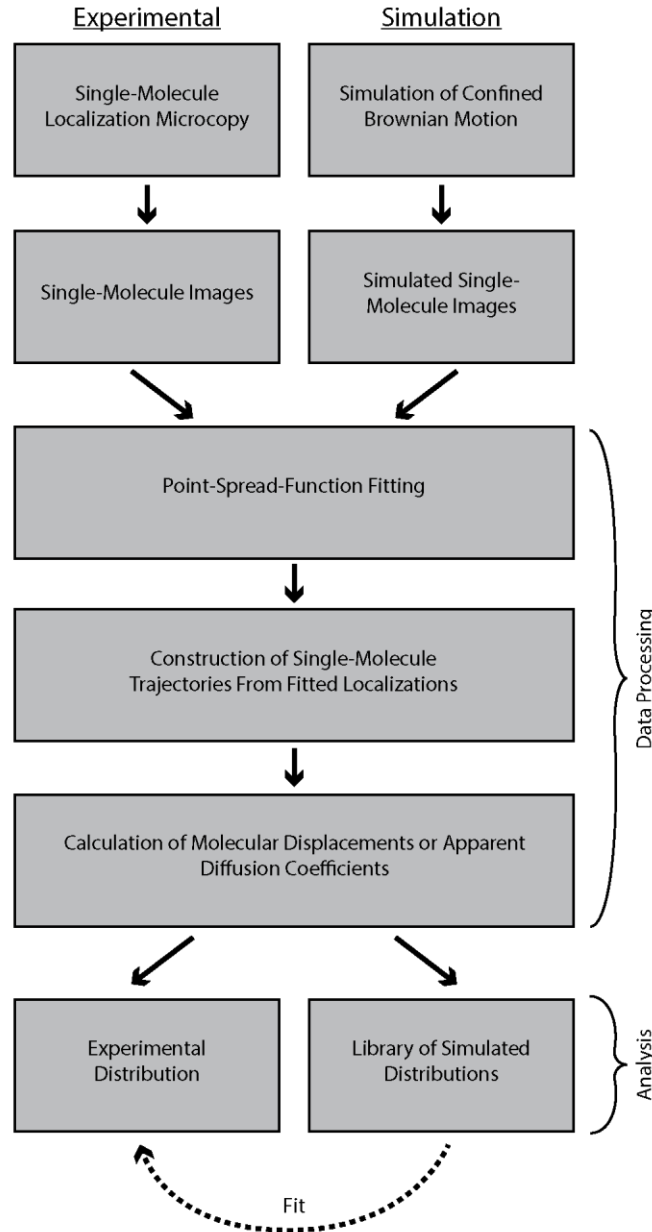 Experimental
Simulation
Single-Molecule
Localization Microcopy
Simulation of Confined
Brownian Motion
Single-Molecule Images
Simulated Single-
Molecule Images
Point-Spread-Function Fitting
Construction of Single-Molecule
Trajectories From Fitted Localizations
Calculation of Molecular Displacements or Apparent
Diffusion Coefficients
Data Processing
Experimental
Distribution
Library of Simulated
Distributions
Analysis
Fit